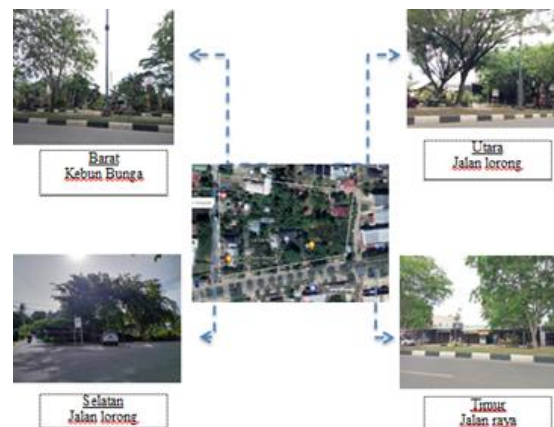 Barat
Kebun Bunga
Utara
Jalan lorong
Selatan
Jalan lorong
Timur
Jalan raya